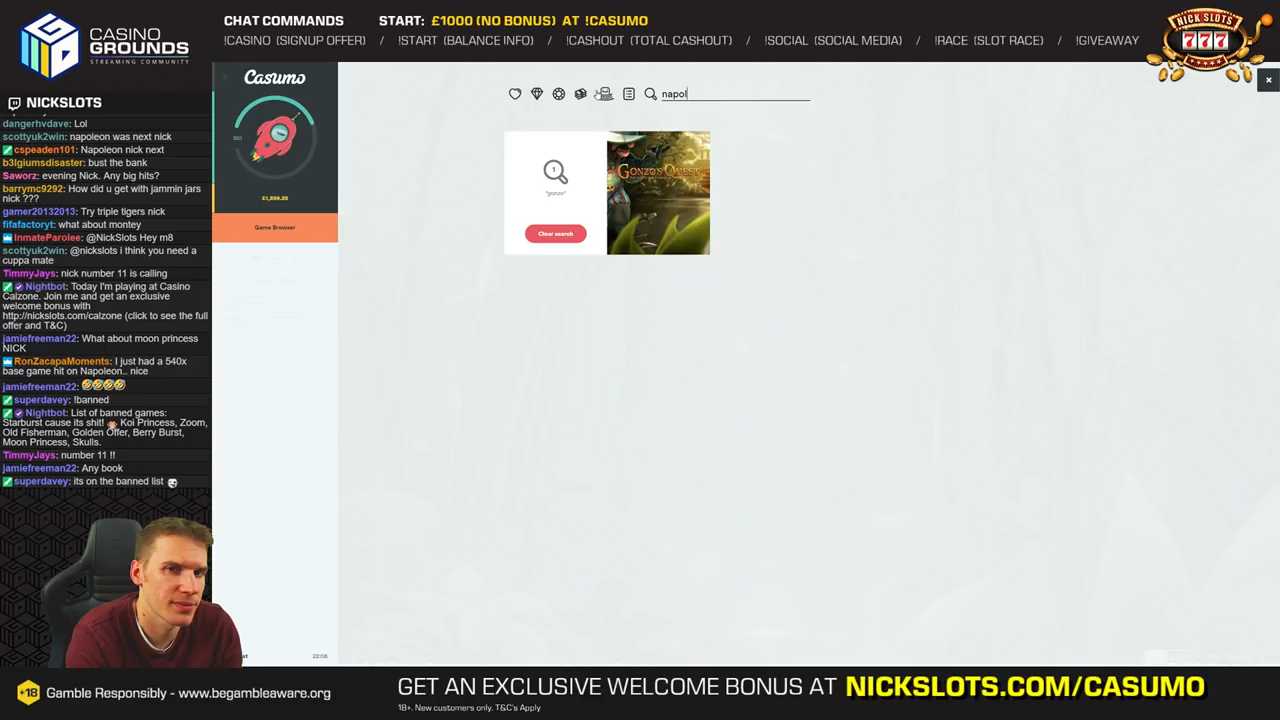 CASINO
GROUNDS
STREAMING COMMUNITY
CHAT COMMANDS
START: £1000 (NO BONUS) AT !CASUMO
!CASINO (SIGNUP OFFER) / !START (BALANCE INFO) / !CASHOUT (TOTAL CASHOUT) / !SOCIAL (SOCIAL MEDIA) / !RACE (SLOT RACE) / !GIVEAWAY
NICK SLOTS
777
NICKSLOTS
dangerhvdave: Lol
scottyuk2win: napoleon was next nick
cspeaden101: Napoleon nick next
b3lgiumsdisaster: bust the bank
Saworz: evening Nick. Any big hits?
barrymc9292: How did u get with jammin jars
nick ???
gamer20132013: Try triple tigers nick
fifafactoryt: what about montey
InmateParolee: @NickSlots Hey m8
scottyuk2win: @nickslots i think you need a
cuppa mate
TimmyJays: nick number 11 is calling
Nightbot: Today I'm playing at Casino
Calzone. Join me and get an exclusive
welcome bonus with
http://nickslots.com/calzone (click to see the full
offer and T&C)
jamiefreeman22: What about moon princess
NICK
RonZacapaMoments: I just had a 540x
base game hit on Napoleon.. nice
jamiefreeman22:
superdavey: !banned
Nightbot: List of banned games:
Starburst cause its shit! Koi Princess, Zoom,
Old Fisherman, Golden Offer, Berry Burst,
Moon Princess, Skulls.
TimmyJays: number 11 !!
jamiefreeman22: Any book
superdavey: its on the banned list
Casumo
£1,899.25
Game Browser
22:06
napol
1
"gonzo"
Clear search
GONZO'S QUEST
+18 Gamble Responsibly - www.begambleaware.org
GET AN EXCLUSIVE WELCOME BONUS AT NICKSLOTS.COM/CASUMO
18+. New customers only. T&C's Apply